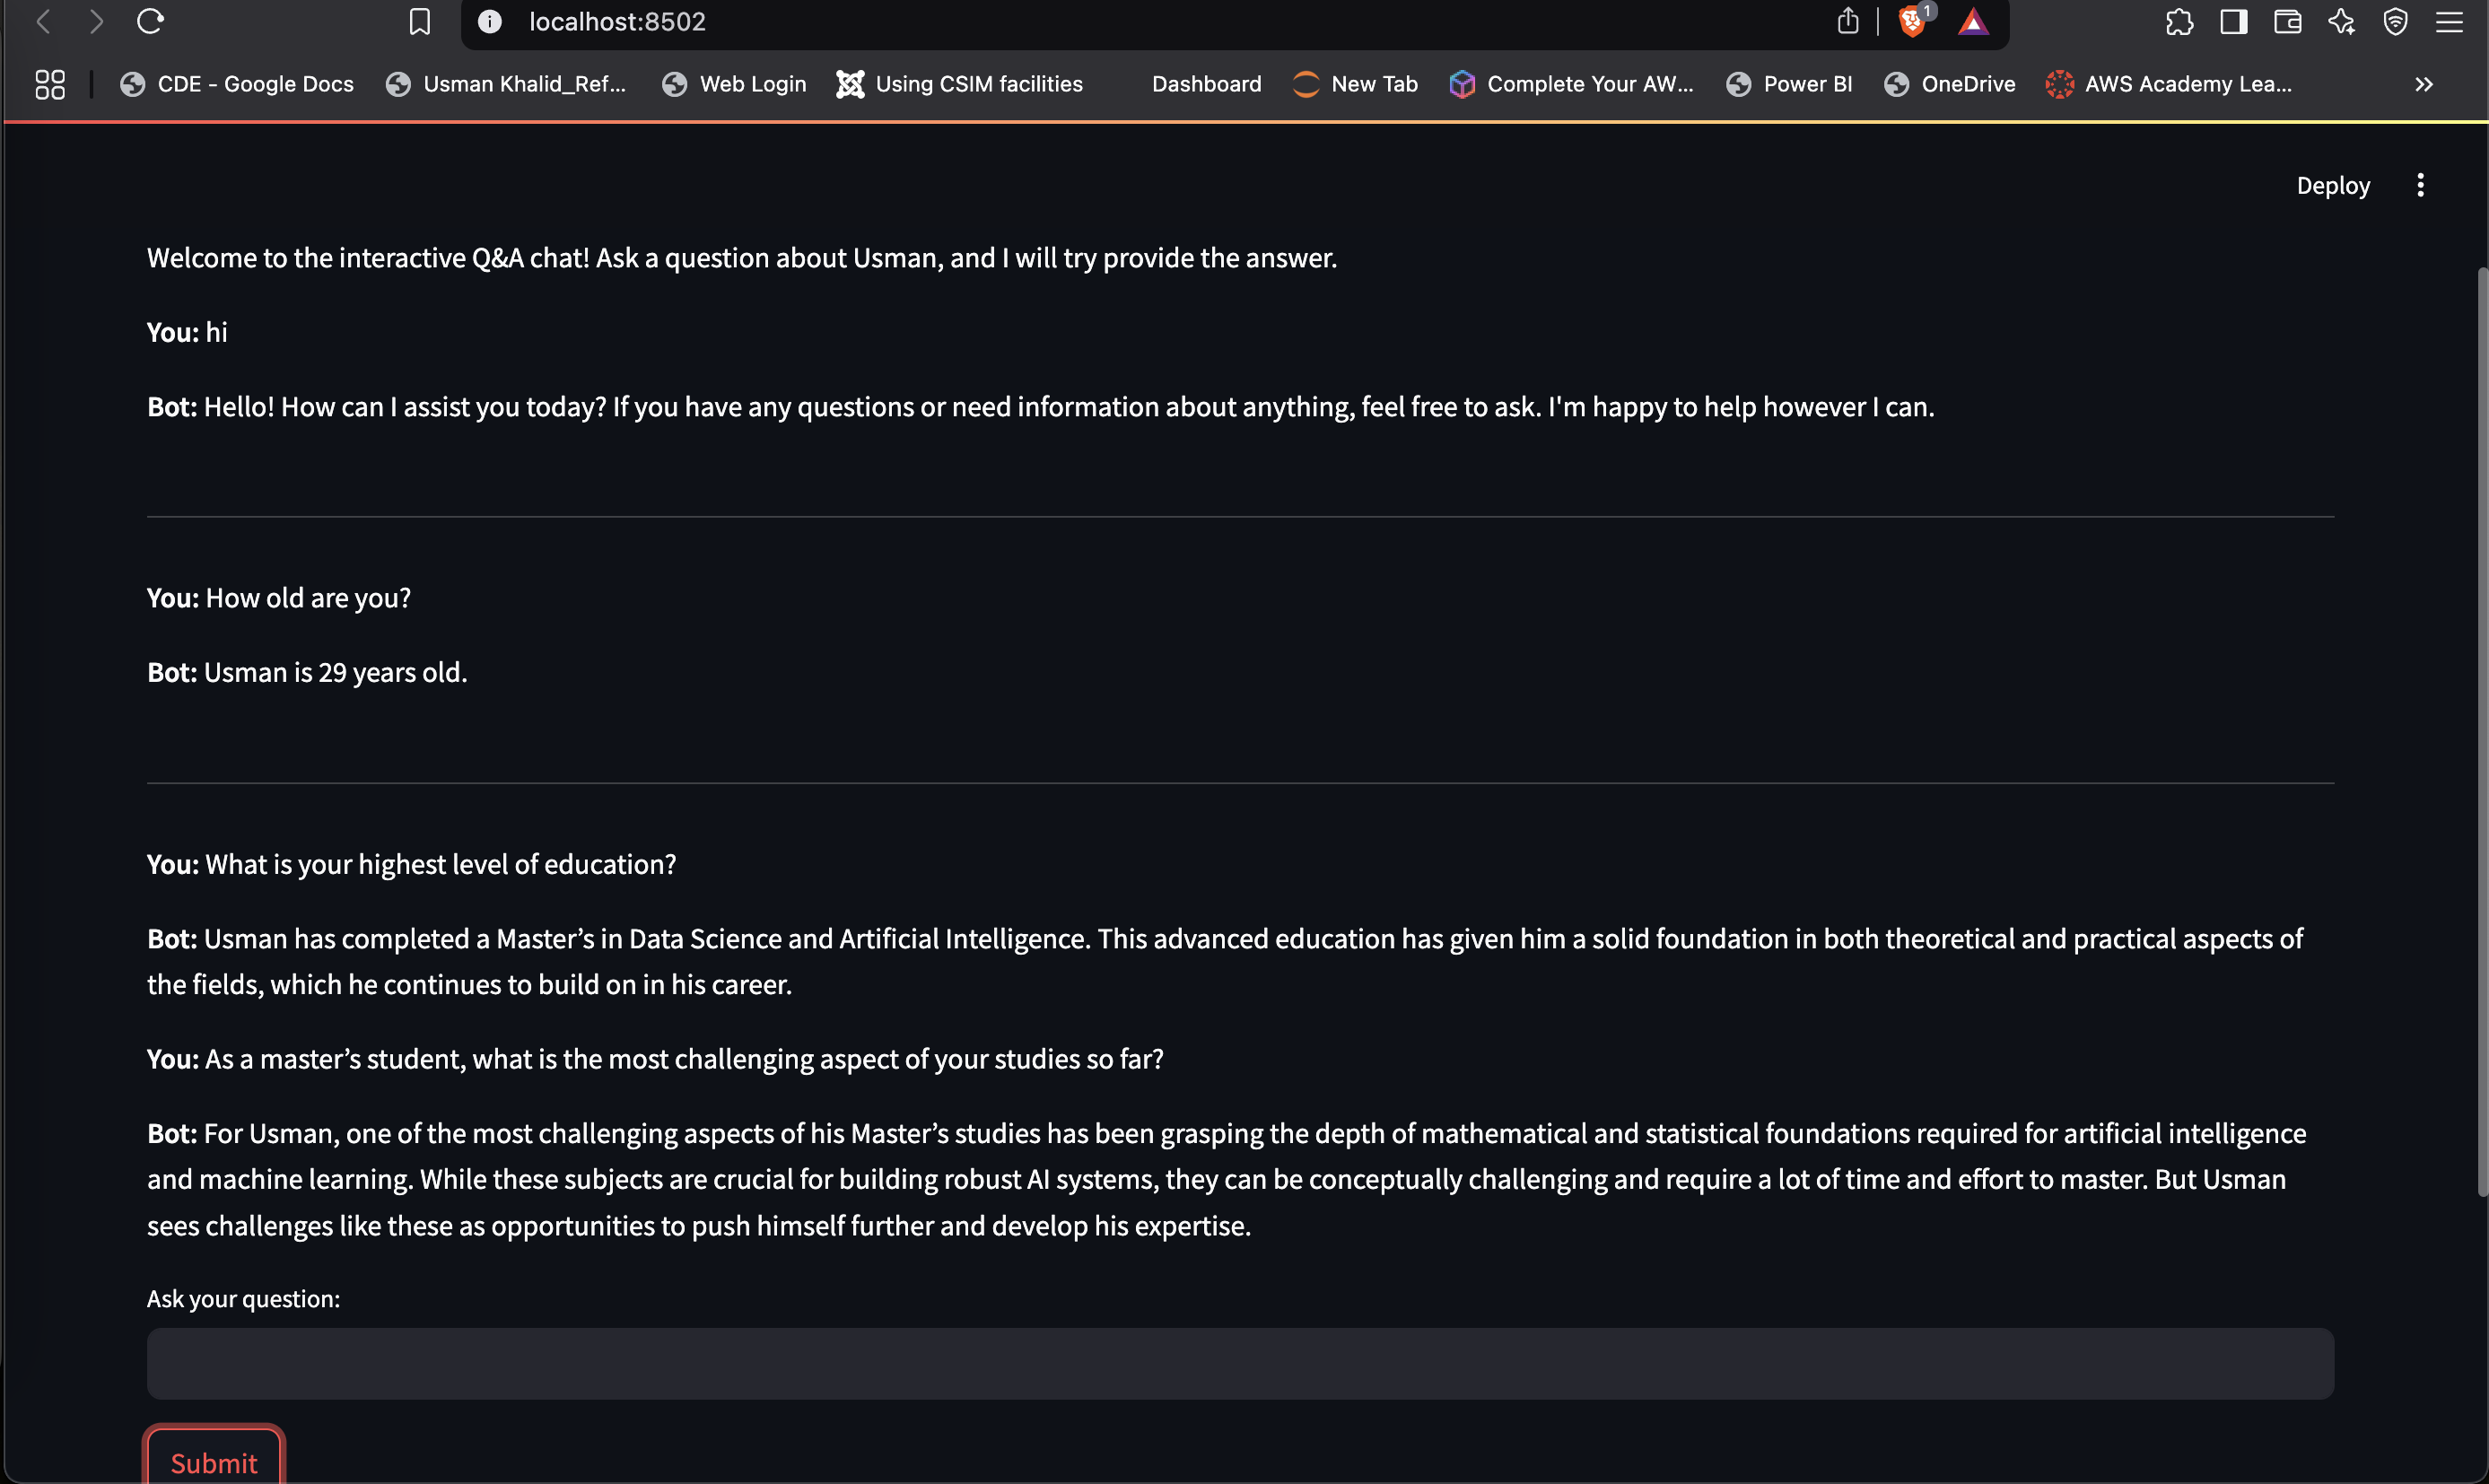 localhost:8502
1
CDE - Google Docs
Usman Khalid_Ref...
Web Login
Using CSIM facilities
Dashboard
New Tab
Complete Your AW...
Power BI
OneDrive
AWS Academy Lea...
Deploy
Welcome to the interactive Q&A chat! Ask a question about Usman, and I will try provide the answer.
You: hi
Bot: Hello! How can I assist you today? If you have any questions or need information about anything, feel free to ask. I'm happy to help however I can.
You: How old are you?
Bot: Usman is 29 years old.
You: What is your highest level of education?
Bot: Usman has completed a Master’s in Data Science and Artificial Intelligence. This advanced education has given him a solid foundation in both theoretical and practical aspects of
the fields, which he continues to build on in his career.
You: As a master’s student, what is the most challenging aspect of your studies so far?
Bot: For Usman, one of the most challenging aspects of his Master’s studies has been grasping the depth of mathematical and statistical foundations required for artificial intelligence
and machine learning. While these subjects are crucial for building robust AI systems, they can be conceptually challenging and require a lot of time and effort to master. But Usman
sees challenges like these as opportunities to push himself further and develop his expertise.
Ask your question:
Submit